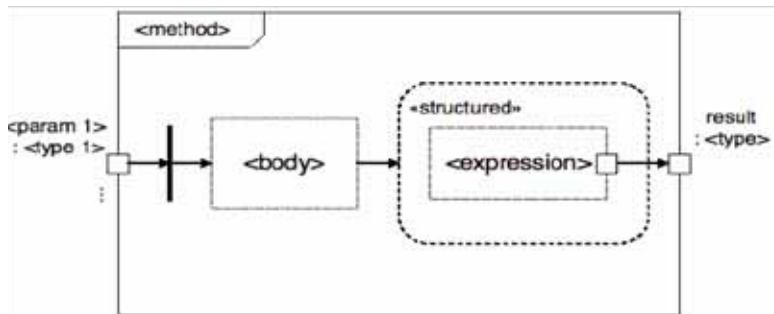 <method>
<param 1>
: <type 1>
⋮
<body>
«structured»
<expression>
result
: <type>